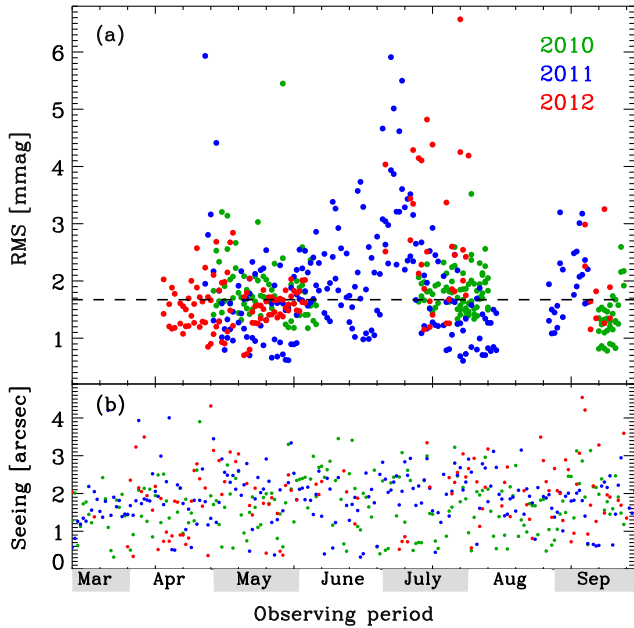 (a)
2010
2011
2012
6
5
4
3
2
1
RMS [mmag]
(b)
4
3
2
1
0
Seeing [arcsec]
Mar Apr May June July Aug Sep
Observing period